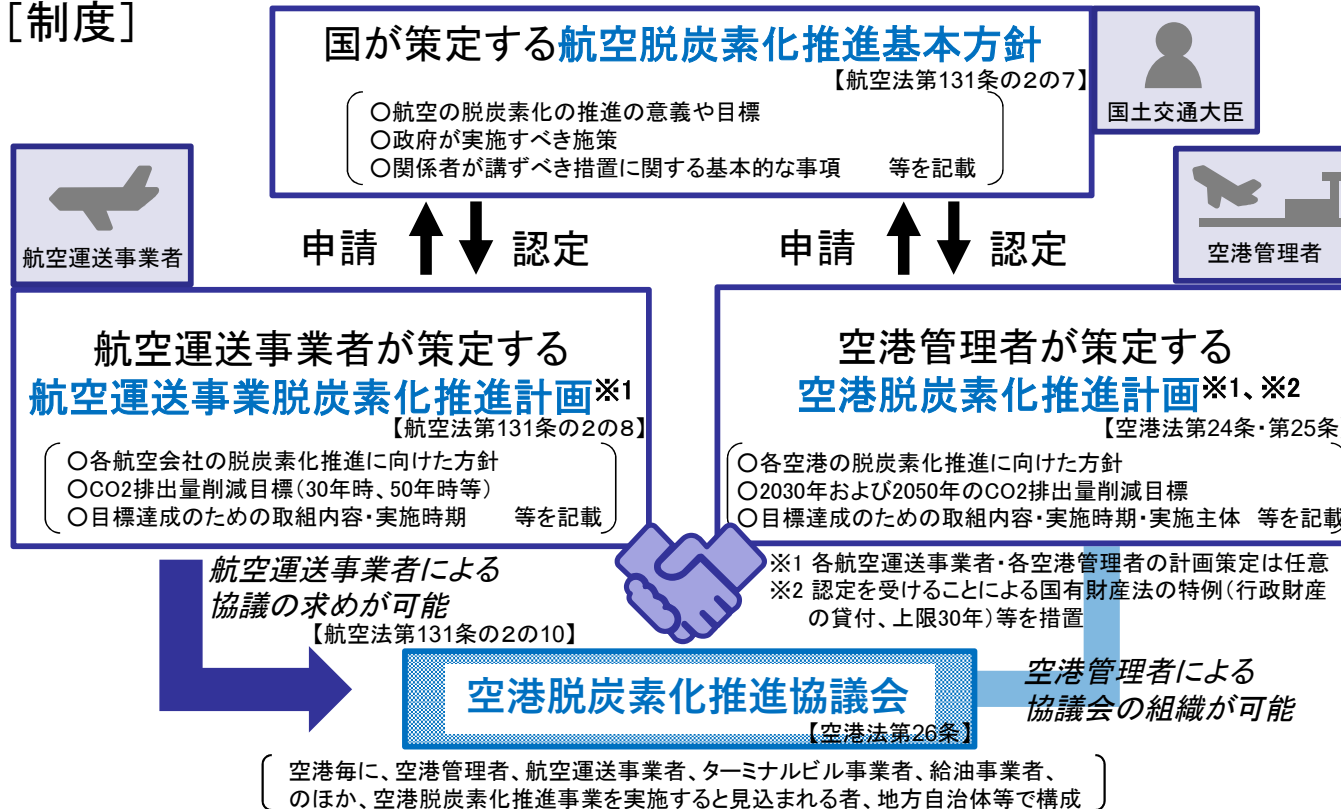 [制度]
国が策定する航空脱炭素化推進基本方針
【航空法第131条の2の7】
○航空の脱炭素化の推進の意義や目標
○政府が実施すべき施策
○関係者が講ずべき措置に関する基本的な事項 等を記載
国土交通大臣
航空運送事業者
空港管理者
申請 認定
申請 認定
航空運送事業者が策定する
航空運送事業脱炭素化推進計画※1
【航空法第131条の2の8】
○各航空会社の脱炭素化推進に向けた方針
○CO2排出量削減目標(30年時、50年時等)
○目標達成のための取組内容・実施時期 等を記載
空港管理者が策定する
空港脱炭素化推進計画※1、※2
【空港法第24条・第25条
○各空港の脱炭素化推進に向けた方針
○2030年および2050年のCO2排出量削減目標
○目標達成のための取組内容・実施時期・実施主体 等を記載
※1 各航空運送事業者・各空港管理者の計画策定は任意
※2 認定を受けることによる国有財産法の特例(行政財産
の貸付、上限30年)等を措置
航空運送事業者による
協議の求めが可能
【航空法第131条の2の10】
空港脱炭素化推進協議会
【空港法第26条】
空港管理者による
協議会の組織が可能
空港毎に、空港管理者、航空運送事業者、ターミナルビル事業者、給油事業者、
のほか、空港脱炭素化推進事業を実施すると見込まれる者、地方自治体等で構成